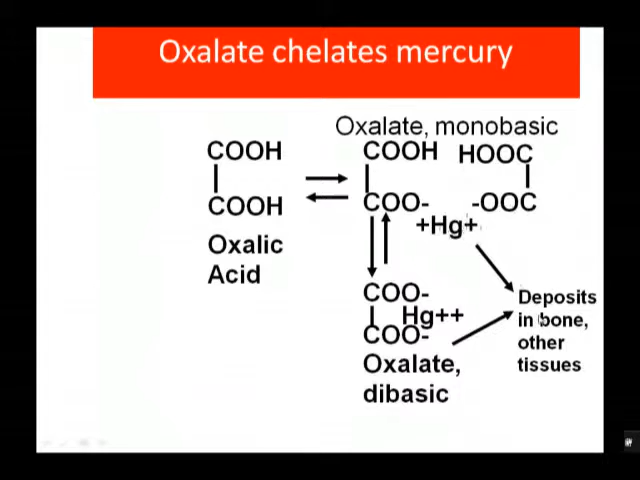 Oxalate chelates mercury
Oxalate, monobasic
COOH
COOH
HOOC
COOH
COO-
-OOC
+Hg+
Oxalic
Acid
COO-
Hg++
COO-
Oxalate,
dibasic
Deposits
in bone,
other
tissues